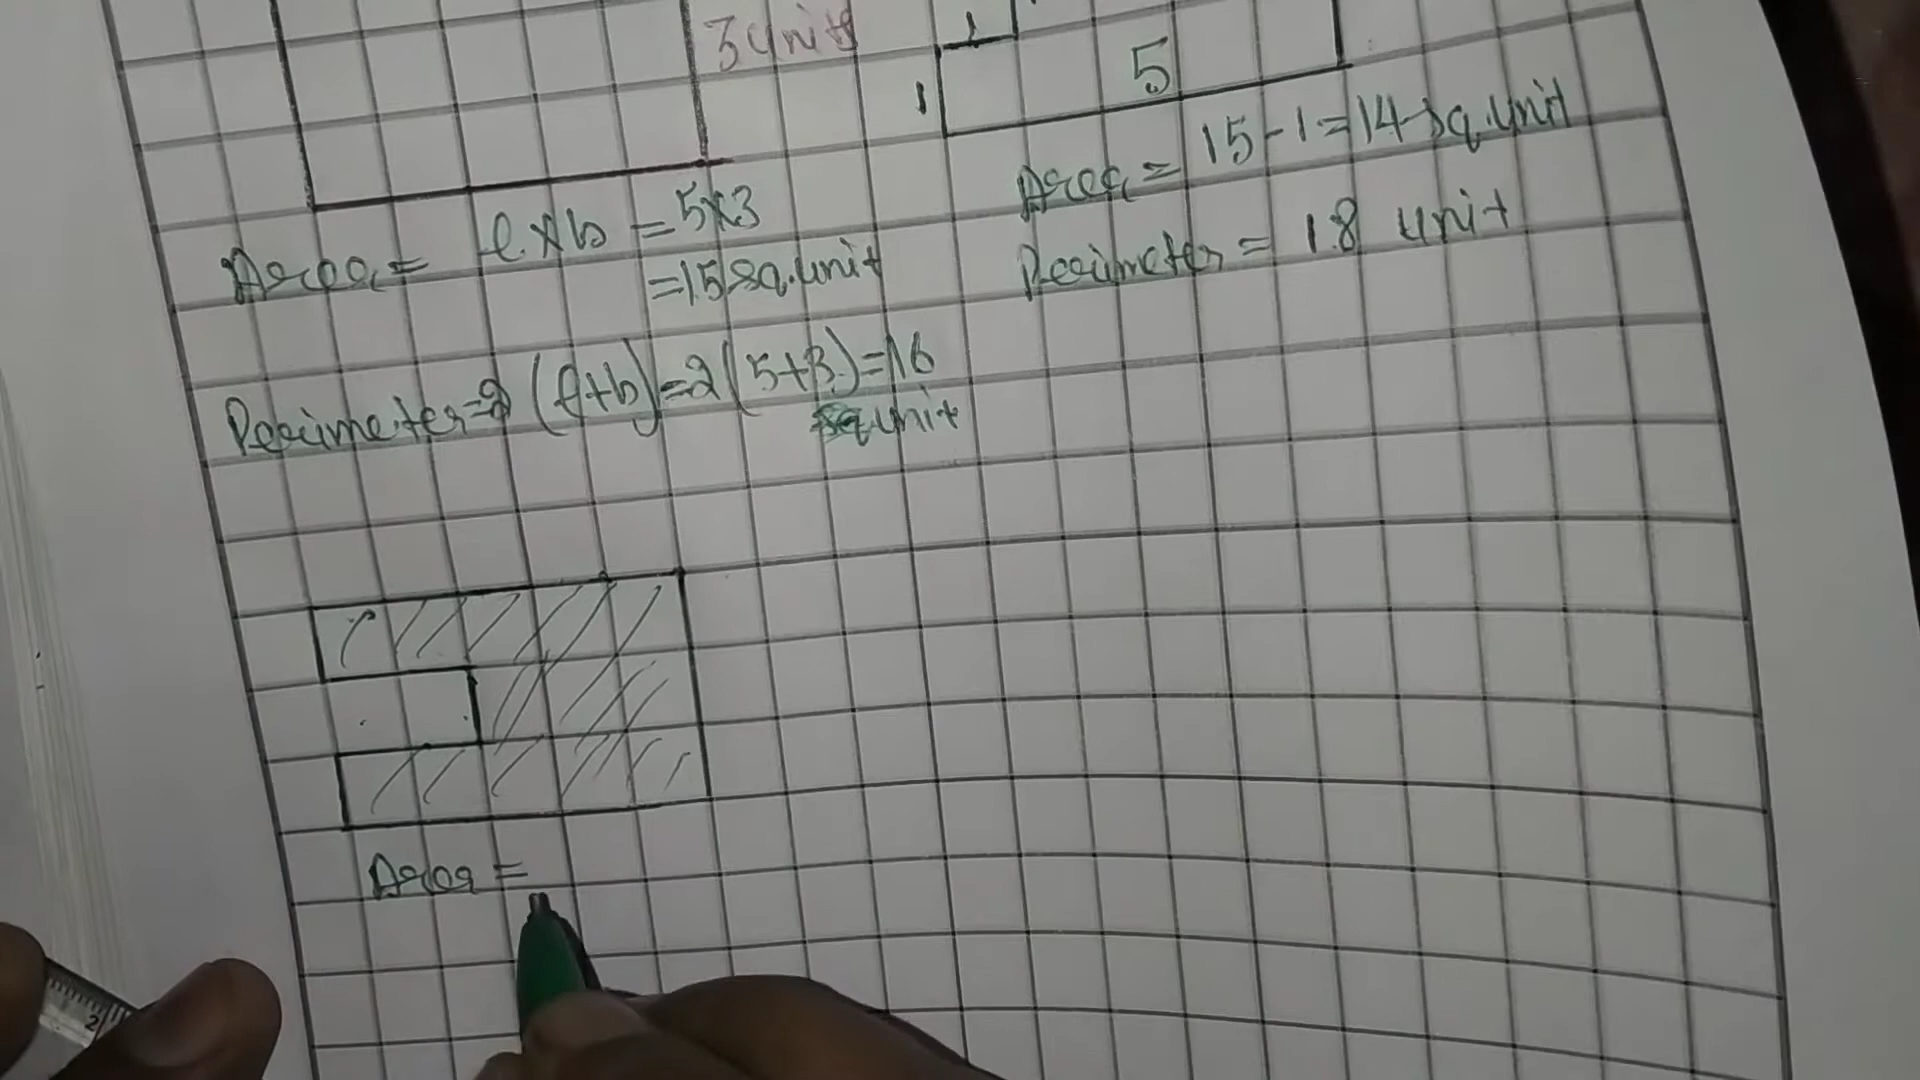 3 unit
1
1
5
Area = l x b = 5x3
=15 sq. unit
Perimeter=2 (l+b)=2(5+3)=16
unit
Area = 15-1=14 sq. unit
Perimeter = 18 unit
Area =
2